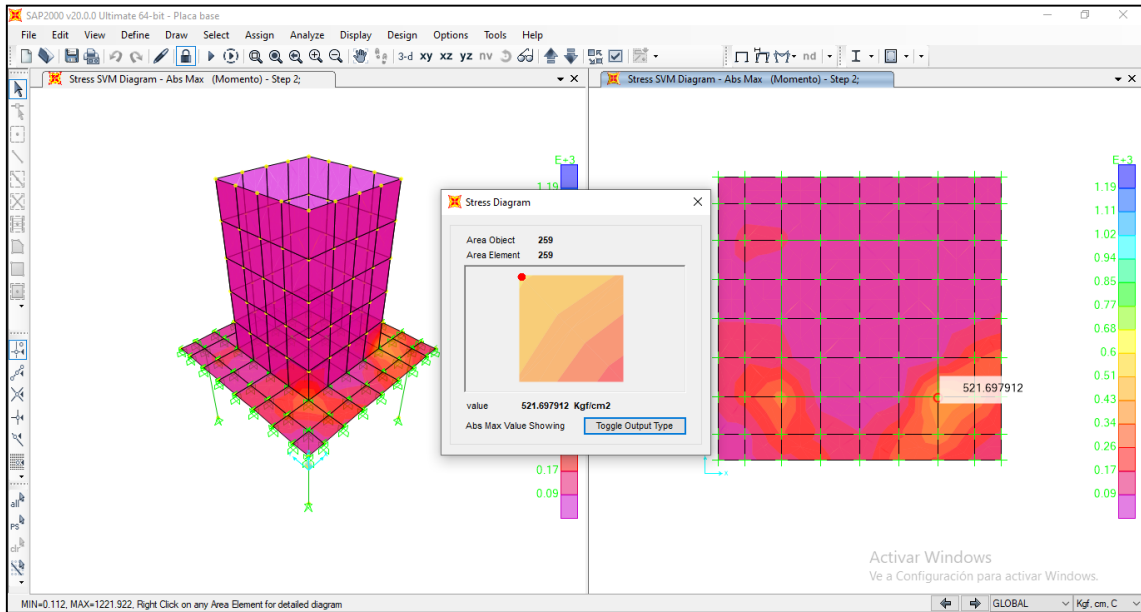 SAP2000 v20.0.0 Ultimate 64-bit - Placa base
File Edit View Define Draw Select Assign Analyze Display Design Options Tools Help
3-d xy xz yz nv nd
Stress SVM Diagram - Abs Max (Momento) - Step 2;
Stress SVM Diagram - Abs Max (Momento) - Step 2;
E+3
1.19
0.17
0.09
Stress Diagram
Area Object 259
Area Element 259
value 521.697912 Kgf/cm2
Abs Max Value Showing Toggle Output Type
521.697912
E+3
1.19
1.11
1.02
0.94
0.85
0.77
0.68
0.6
0.51
0.43
0.34
0.26
0.17
0.09
x
all
PS
clr
Activar Windows
Ve a Configuración para activar Windows.
MIN=0.112, MAX=1221.922, Right Click on any Area Element for detailed diagram
GLOBAL
Kgf, cm, C